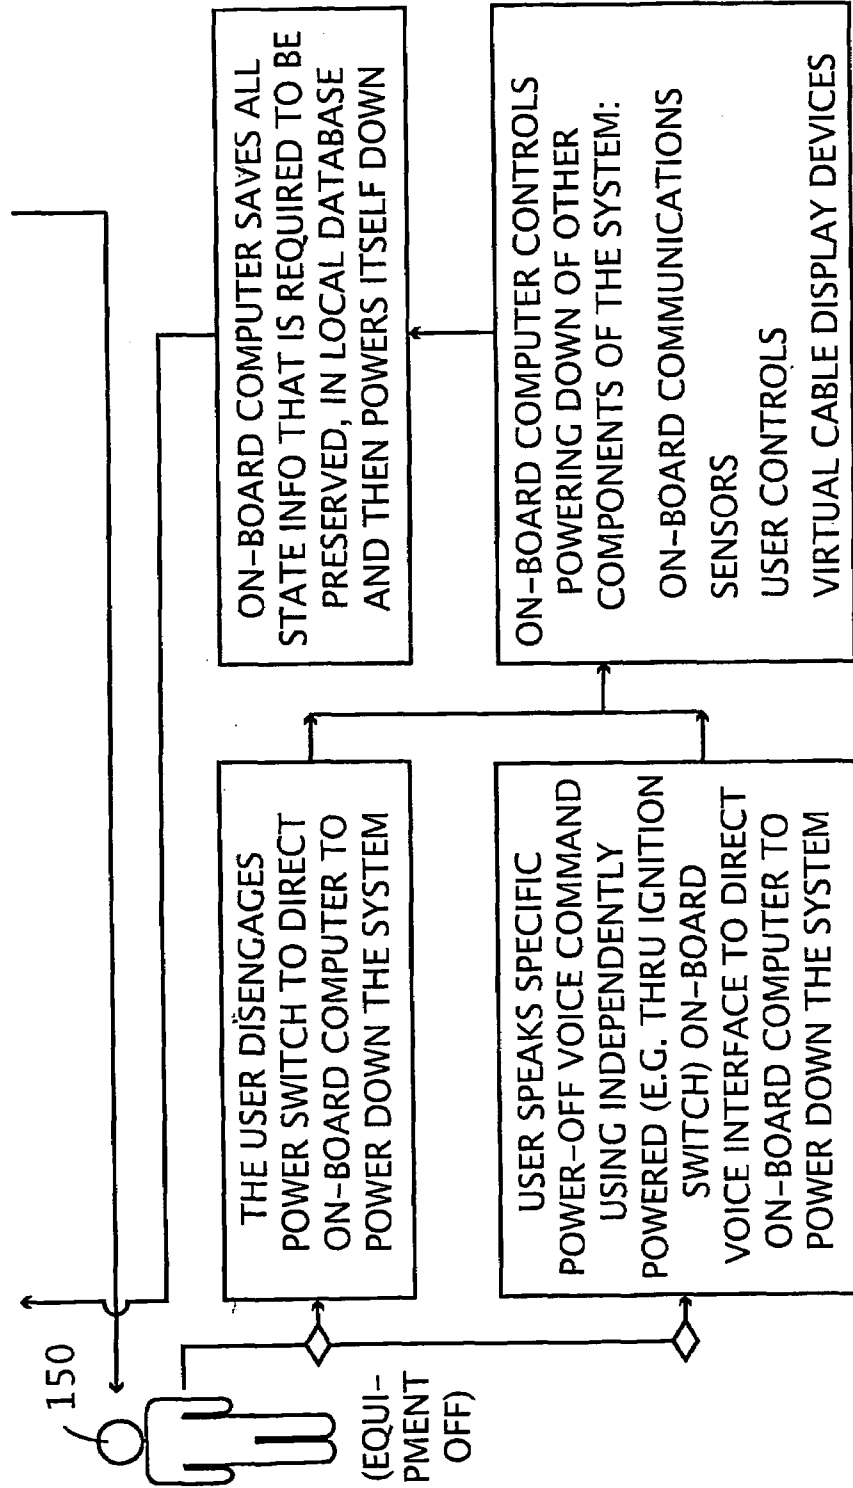 150
(EQUI-
PMENT
OFF)
THE USER DISENGAGES
POWER SWITCH TO DIRECT
ON-BOARD COMPUTER TO
POWER DOWN THE SYSTEM
USER SPEAKS SPECIFIC
POWER-OFF VOICE COMMAND
USING INDEPENDENTLY
POWERED (E.G. THRU IGNITION
SWITCH) ON-BOARD
VOICE INTERFACE TO DIRECT
ON-BOARD COMPUTER TO
POWER DOWN THE SYSTEM
ON-BOARD COMPUTER SAVES ALL
STATE INFO THAT IS REQUIRED TO BE
PRESERVED, IN LOCAL DATABASE
AND THEN POWERS ITSELF DOWN
ON-BOARD COMPUTER CONTROLS
POWERING DOWN OF OTHER
COMPONENTS OF THE SYSTEM:
ON-BOARD COMMUNICATIONS
SENSORS
USER CONTROLS
VIRTUAL CABLE DISPLAY DEVICES